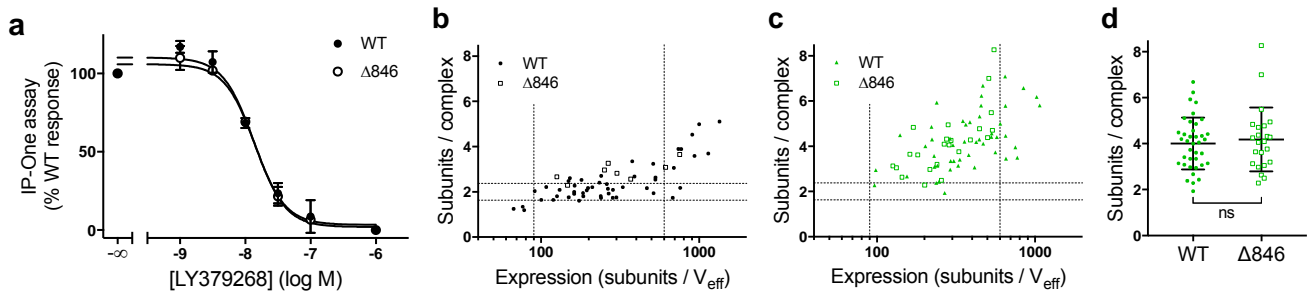 a
IP-One assay
(% WT response)
100
50
0
-∞
-9
-8
-7
-6
[LY379268] (log M)
WT
Δ846
b
Subunits / complex
8
6
4
2
0
100
1000
Expression (subunits / Veff)
WT
Δ846
c
Subunits / complex
8
6
4
2
0
100
1000
Expression (subunits / Veff)
WT
Δ846
d
Subunits / complex
8
6
4
2
0
ns
WT
Δ846